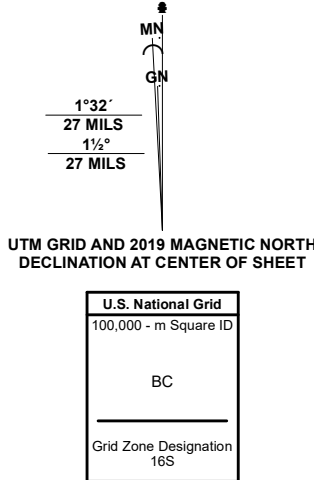 MN
GN
1°32´
27 MILS
1½°
27 MILS
UTM GRID AND 2019 MAGNETIC NORTH
DECLINATION AT CENTER OF SHEET
U.S. National Grid
100,000 - m Square ID
BC
Grid Zone Designation
16S